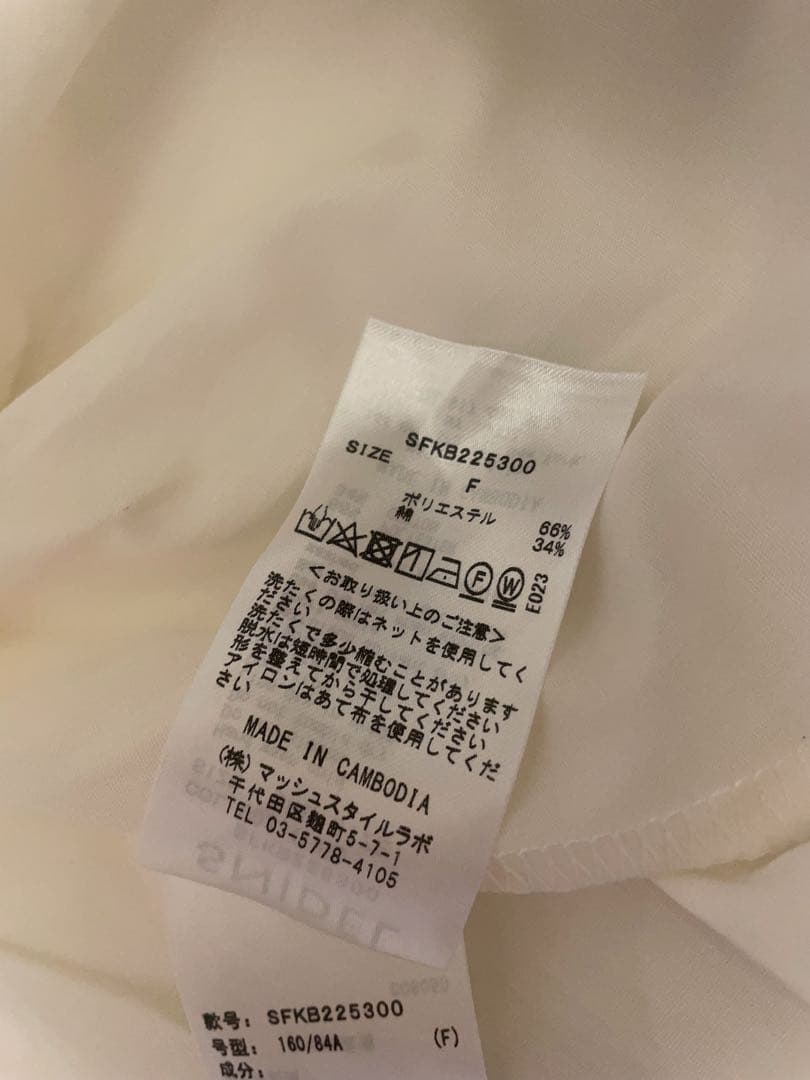 SFKB225300
SIZE F
ポリエステル 66%
綿 34%
F W E023
<お取り扱い上のご注意>
洗たくの際はネットを使用してく
ださい
洗たくで多少縮むことがあります
脱水は短時間で処理してください
形を整えてから干してください
アイロンはあて布を使用してくだ
さい
MADE IN CAMBODIA
(株)マッシュスタイルラボ
千代田区麹町5-7-1
TEL 03-5778-4105
SNIDEL
款号: SFKB225300
号型: 160/84A (F)
成分: